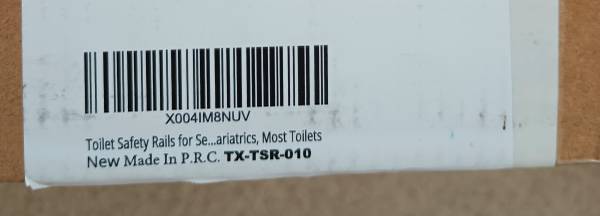 X004IM8NUV
Toilet Safety Rails for Se...ariatrics, Most Toilets
New Made In P.R.C. TX-TSR-010